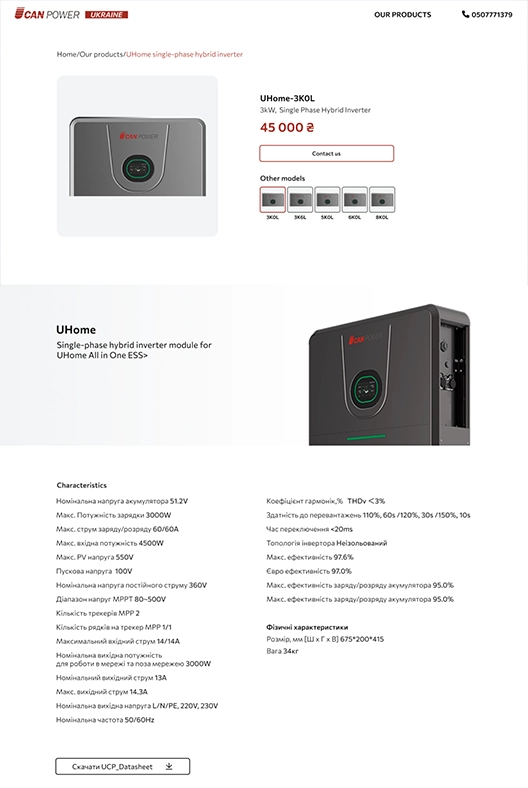 UCAN POWER UKRAINE
OUR PRODUCTS
0507771379
Home/Our products/UHome single-phase hybrid inverter
UCAN POWER
UHome-3K0L
3kW, Single Phase Hybrid Inverter
45 000 ₴
Contact us
Other models
3K0L 3K6L 5K0L 6K0L 8K0L
UHome
Single-phase hybrid inverter module for
UHome All in One ESS>
UCAN POWER
Characteristics
Номінальна напруга акумулятора 51.2V
Макс. Потужність зарядки 3000W
Макс. струм заряду/розряду 60/60A
Макс. вхідна потужність 4500W
Макс. PV напруга 550V
Пускова напруга 100V
Номінальна напруга постійного струму 360V
Діапазон напруг MPPT 80~500V
Кількість трекерів MPP 2
Кількість рядків на трекер MPP 1/1
Максимальний вхідний струм 14/14A
Номінальна вихідна потужність
для роботи в мережі та поза мережею 3000W
Номінальний вихідний струм 13A
Макс. вихідний струм 14.3A
Номінальна вихідна напруга L/N/PE, 220V, 230V
Номінальна частота 50/60Hz
Коефіцієнт гармонік,% THDv <3%
Здатність до перевантажень 110%, 60s /120%, 30s /150%, 10s
Час переключення <20ms
Топологія інвертора Неізольований
Макс. ефективність 97.6%
Євро ефективність 97.0%
Макс. ефективність заряду/розряду акумулятора 95.0%
Макс. ефективність заряду/розряду акумулятора 95.0%
Фізичні характеристики
Розмір, мм [Ш x Г x В] 675*200*415
Вага 34кг
Скачати UCP_Datasheet